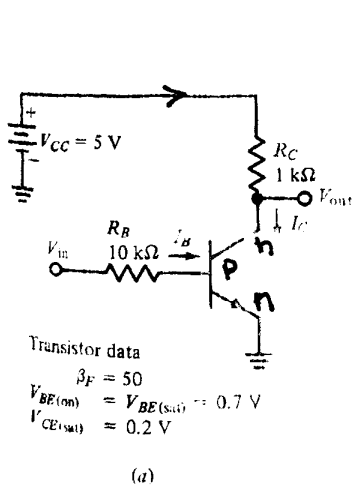 +
V_CC = 5 V
−
R_C
1 kΩ
V_out
I_C
R_B
10 kΩ
I_B
V_in
n
P
n
Transistor data
β_F = 50
V_BE(on) = V_BE(sat) = 0.7 V
V_CE(sat) = 0.2 V
(a)